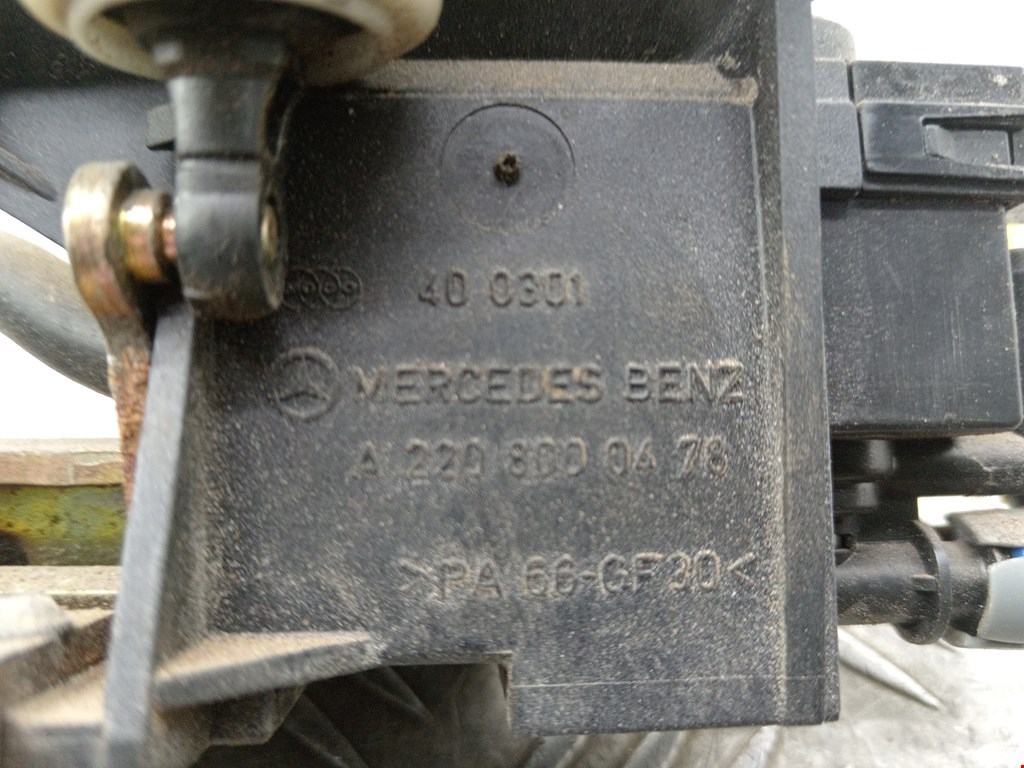 40 0301
MERCEDES BENZ
A 220 800 04 78
>PA 66-GF30<